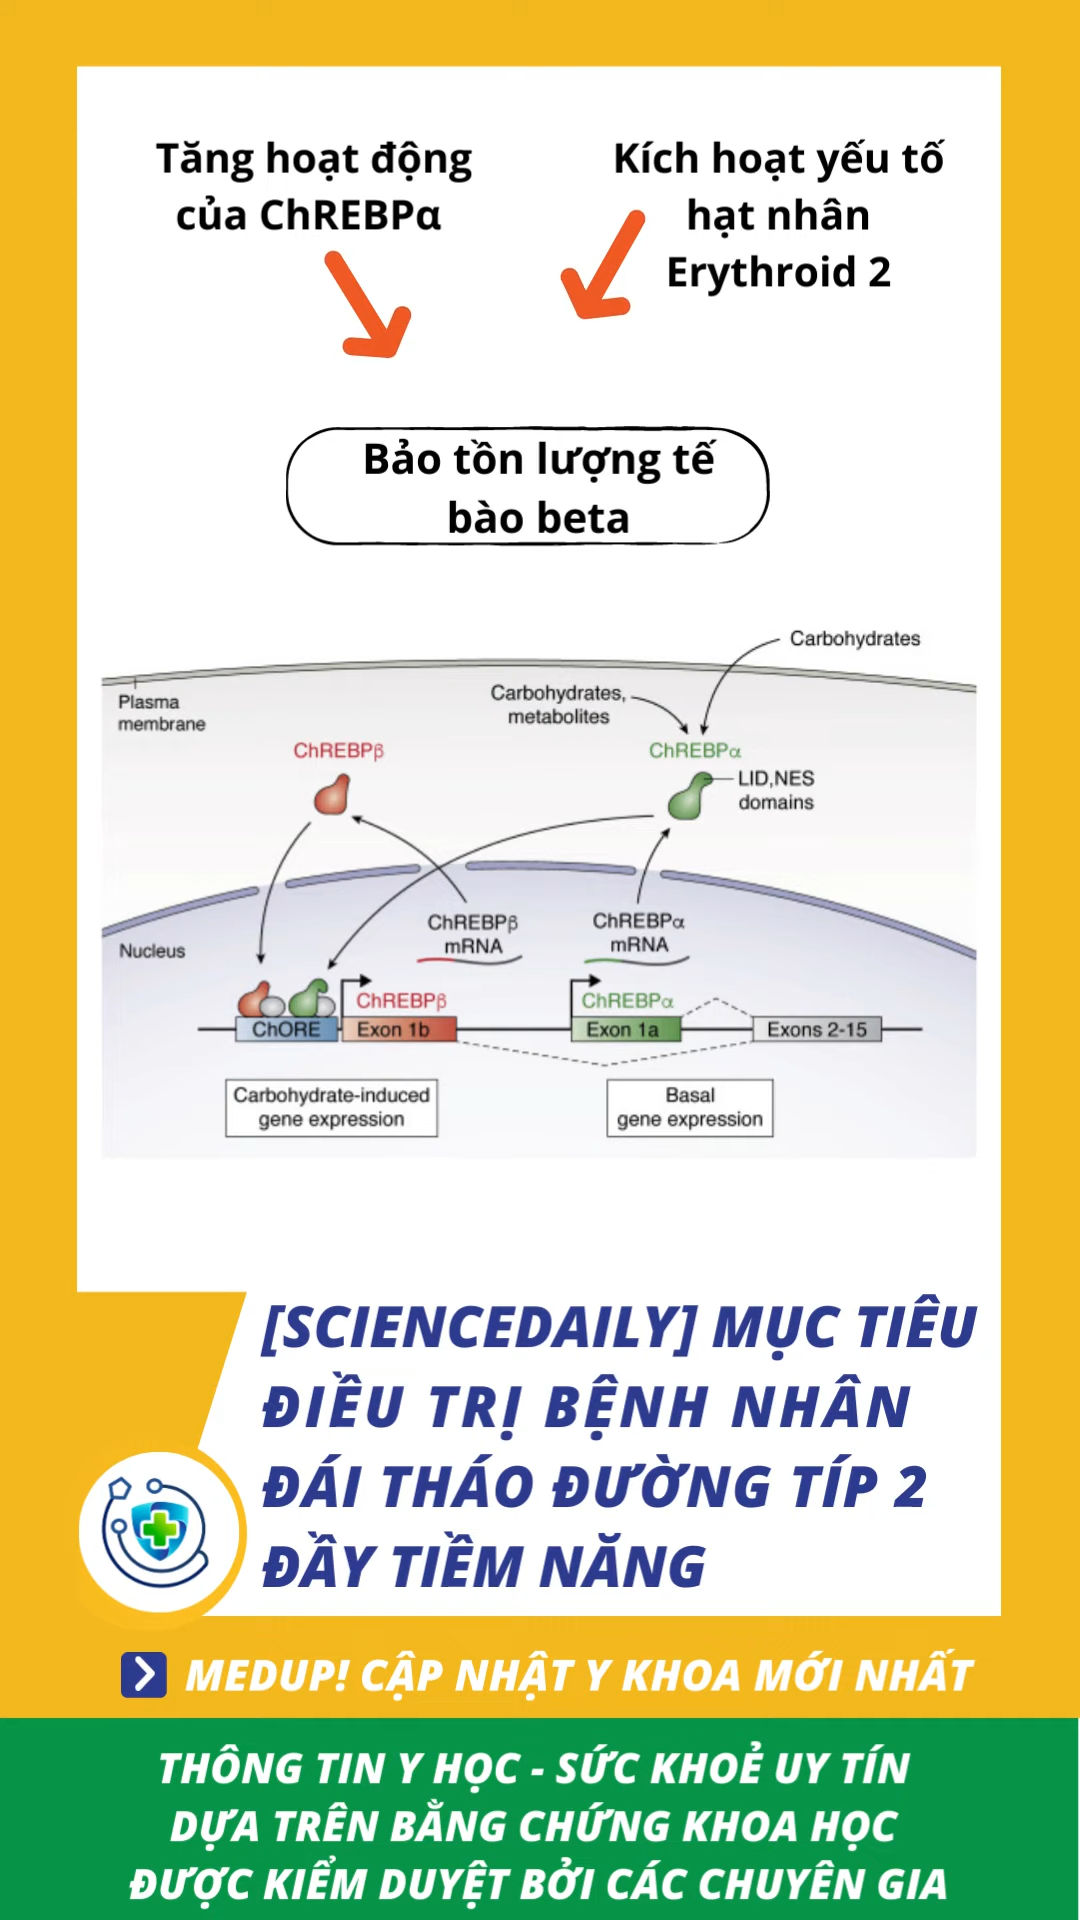 Tăng hoạt động
của ChREBPα
Kích hoạt yếu tố
hạt nhân
Erythroid 2
Bảo tồn lượng tế
bào beta
Carbohydrates
Plasma
membrane
Carbohydrates,
metabolites
ChREBPβ
ChREBPα
LID,NES
domains
ChREBPβ
mRNA
ChREBPα
mRNA
Nucleus
ChREBPβ
ChREBPα
ChORE
Exon 1b
Exon 1a
Exons 2-15
Carbohydrate-induced
gene expression
Basal
gene expression
[SCIENCEDAILY] MỤC TIÊU
ĐIỀU TRỊ BỆNH NHÂN
ĐÁI THÁO ĐƯỜNG TÍP 2
ĐẦY TIỀM NĂNG
MEDUP! CẬP NHẬT Y KHOA MỚI NHẤT
THÔNG TIN Y HỌC - SỨC KHOẺ UY TÍN
DỰA TRÊN BẰNG CHỨNG KHOA HỌC
ĐƯỢC KIỂM DUYỆT BỞI CÁC CHUYÊN GIA